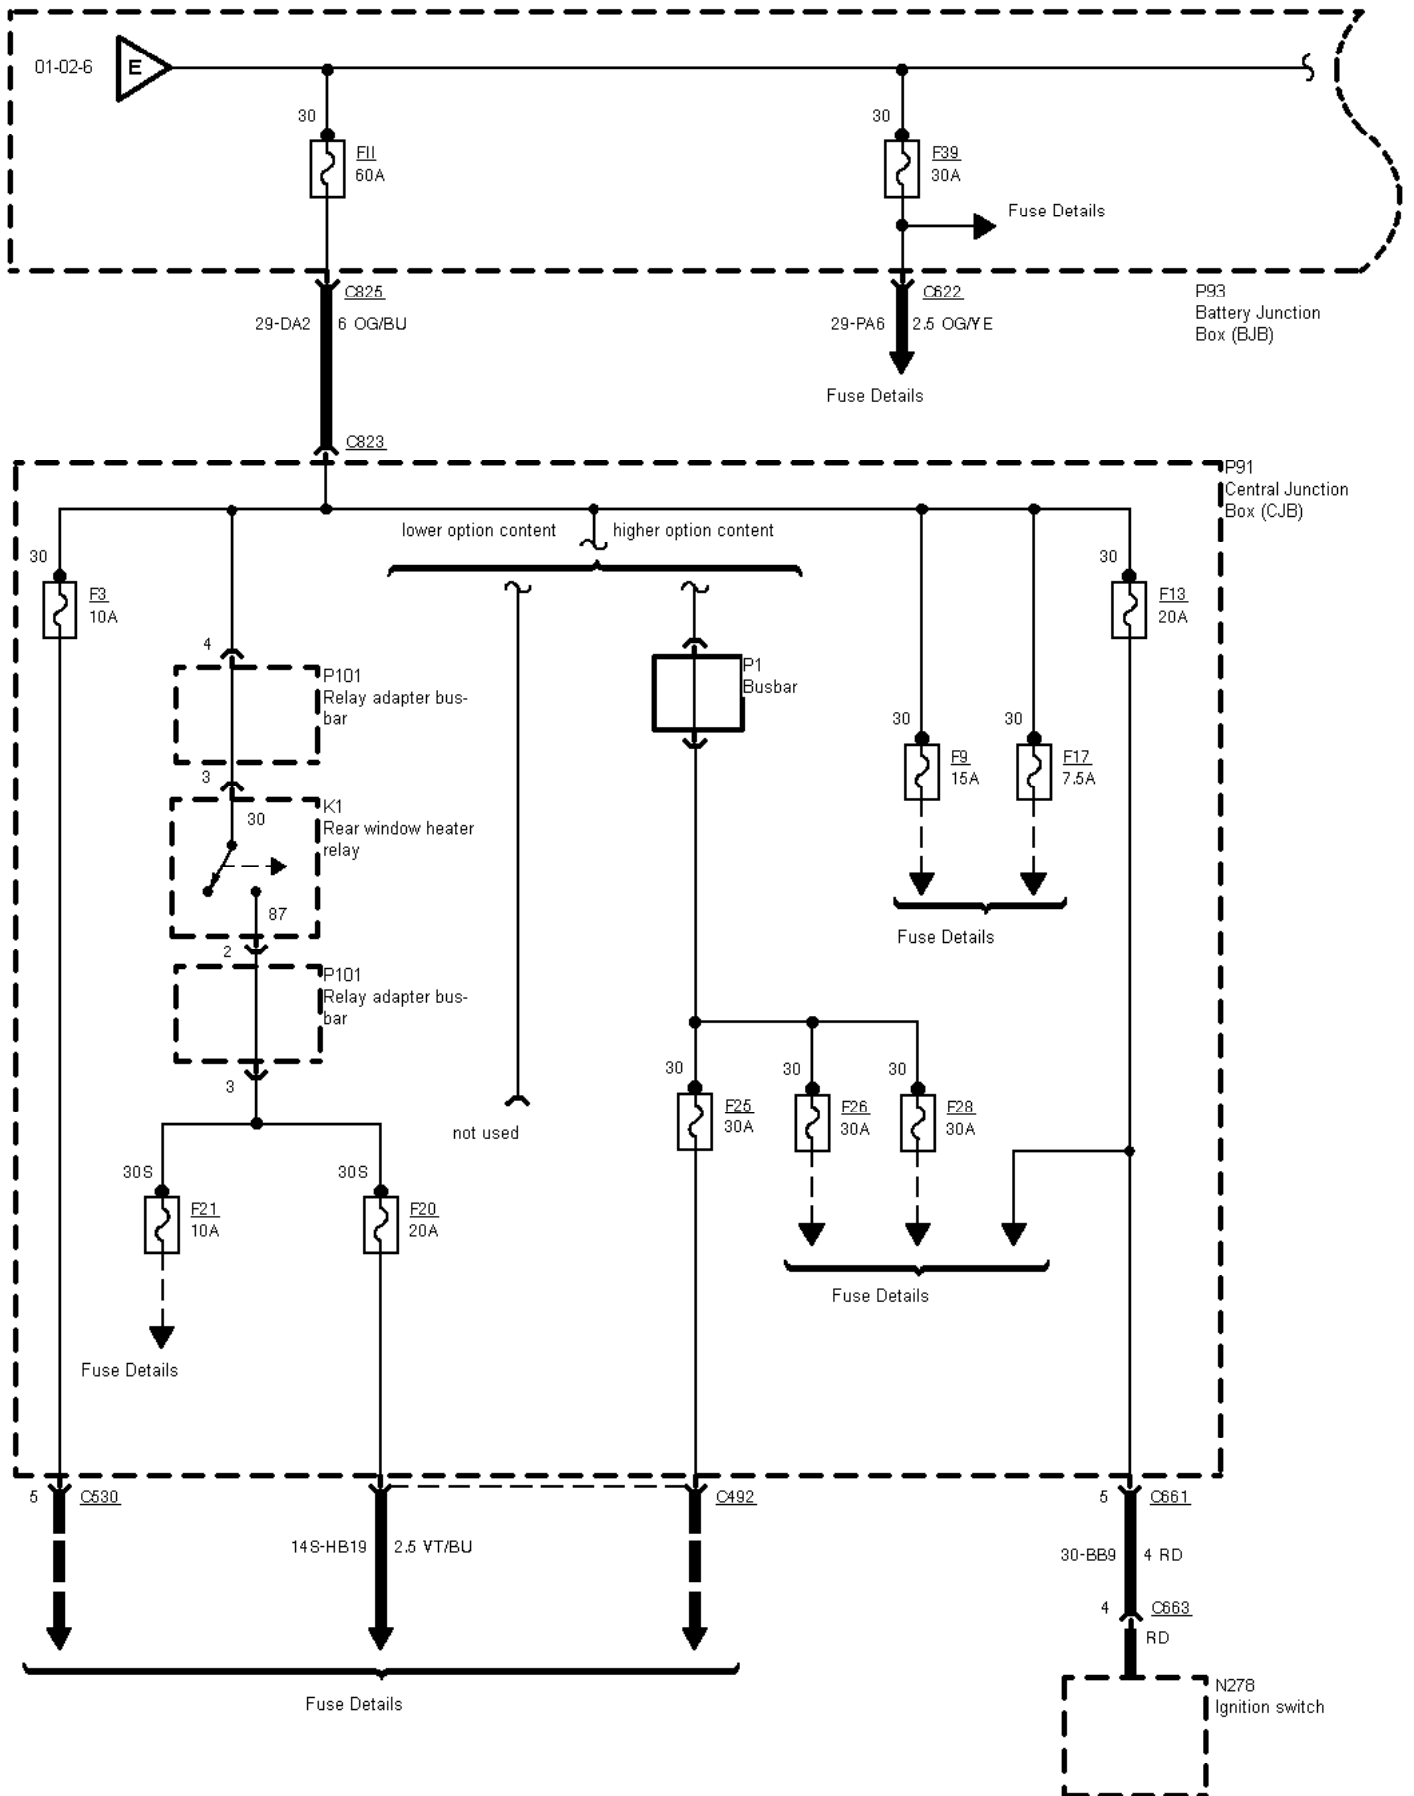 01-02-6
E
30
FII
60A
30
F39
30A
Fuse Details
C825
29-DA2
6 OG/BU
C622
29-PA6
2.5 OG/YE
Fuse Details
P93
Battery Junction
Box (BJB)
C823
P91
Central Junction
Box (CJB)
lower option content
higher option content
30
F3
10A
30
F13
20A
4
P101
Relay adapter bus-
bar
P1
Busbar
3
K1
Rear window heater
relay
30
87
30
F9
15A
30
F17
7.5A
Fuse Details
2
P101
Relay adapter bus-
bar
3
30
F25
30A
30
F26
30A
30
F28
30A
not used
30S
F21
10A
30S
F20
20A
Fuse Details
Fuse Details
5
C530
C492
5
C661
14S-HB19
2.5 VT/BU
30-BB9
4 RD
4
C663
RD
Fuse Details
N278
Ignition switch